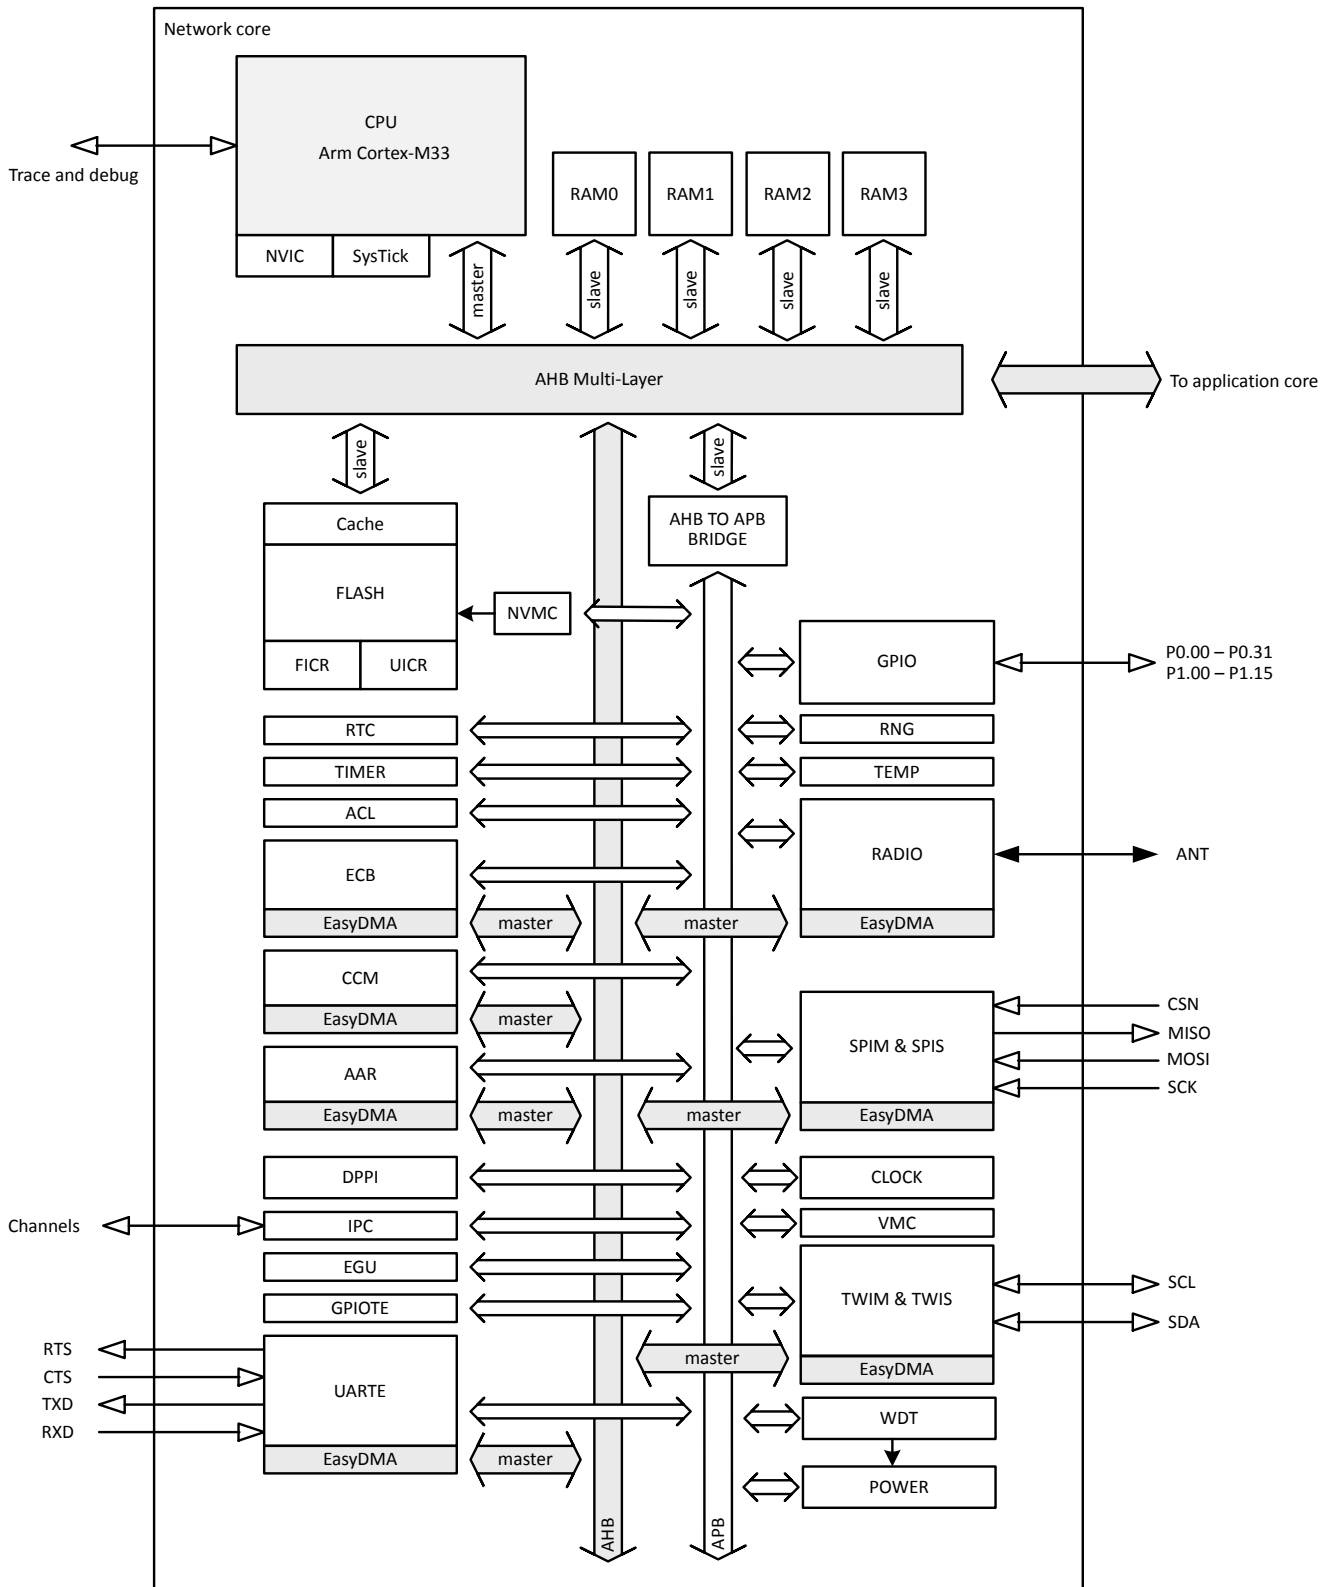 Network core
CPU
Arm Cortex-M33
Trace and debug
NVIC
SysTick
RAM0
RAM1
RAM2
RAM3
master
slave
slave
slave
slave
AHB Multi-Layer
To application core
slave
slave
Cache
FLASH
FICR
UICR
NVMC
AHB TO APB
BRIDGE
GPIO
P0.00 – P0.31
P1.00 – P1.15
RTC
RNG
TIMER
TEMP
ACL
ECB
EasyDMA
master
master
RADIO
EasyDMA
ANT
CCM
EasyDMA
master
AAR
EasyDMA
master
master
SPIM & SPIS
EasyDMA
CSN
MISO
MOSI
SCK
DPPI
CLOCK
Channels
IPC
VMC
EGU
GPIOTE
TWIM & TWIS
EasyDMA
master
SCL
SDA
RTS
CTS
TXD
RXD
UARTE
EasyDMA
master
WDT
POWER
AHB
APB